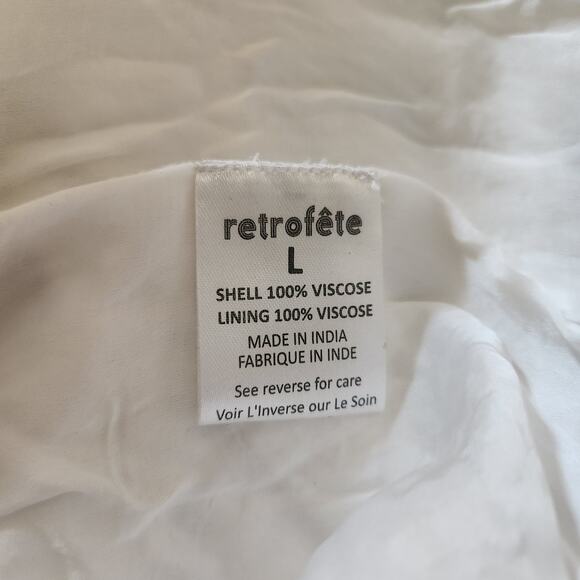 retrofête
L
SHELL 100% VISCOSE
LINING 100% VISCOSE
MADE IN INDIA
FABRIQUE IN INDE
See reverse for care
Voir L'Inverse our Le Soin